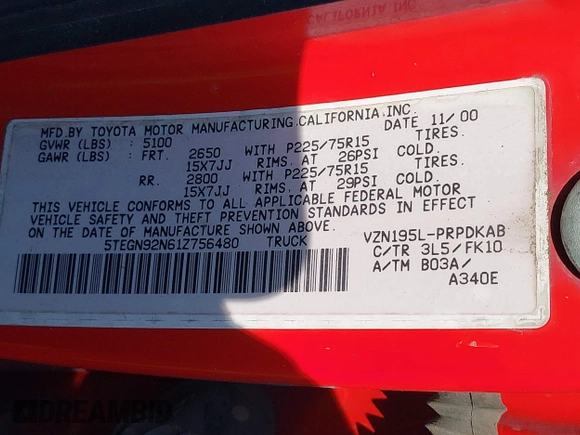 CALIFORNIA INC
MFD.BY TOYOTA MOTOR MANUFACTURING,CALIFORNIA,INC.
GVWR (LBS) : 5100 DATE 11/00
GAWR (LBS) : FRT. 2650 WITH P225/75R15 TIRES.
15X7JJ RIMS. AT 26PSI COLD.
RR. 2800 WITH P225/75R15 TIRES.
15X7JJ RIMS. AT 29PSI COLD.
THIS VEHICLE CONFORMS TO ALL APPLICABLE FEDERAL MOTOR
VEHICLE SAFETY AND THEFT PREVENTION STANDARDS IN EFFECT
ON THE DATE OF MANUFACTURE SHOWN ABOVE.
5TEGN92N61Z756480 TRUCK
VZN195L-PRPDKAB
C/TR 3L5/FK10
A/TM B03A/
A340E
DREAMBID